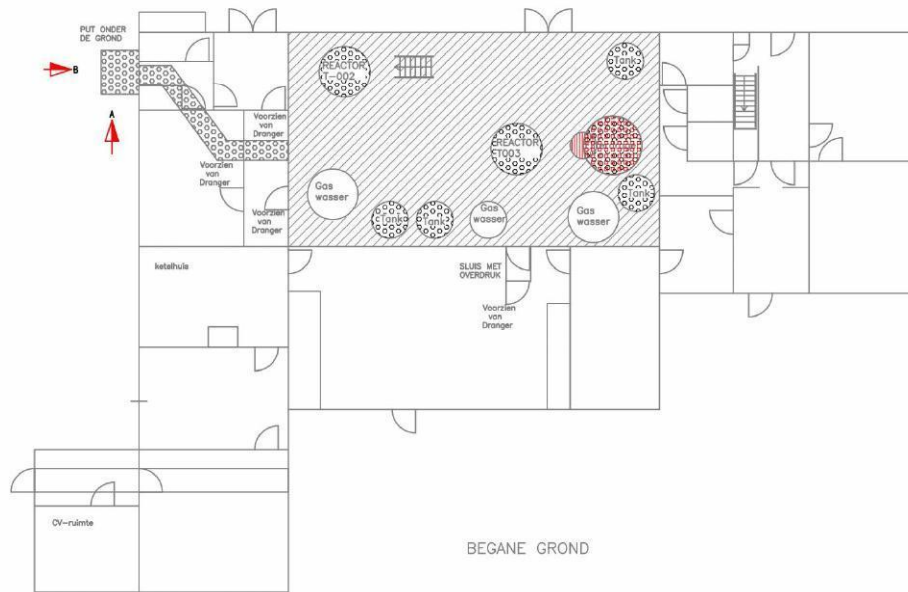 PUT ONDER
DE GROND
B
A
REACTOR
T-002
Tank
Voorzien
van
Dranger
REACTOR
T003
Voorzien
van
Dranger
Gas
wasser
Tank
Tank
Gas
wasser
Gas
wasser
Tank
Voorzien
van
Dranger
ketelhuis
SLUIS MET
OVERDRUK
Voorzien
van
Dranger
CV-ruimte
BEGANE GROND